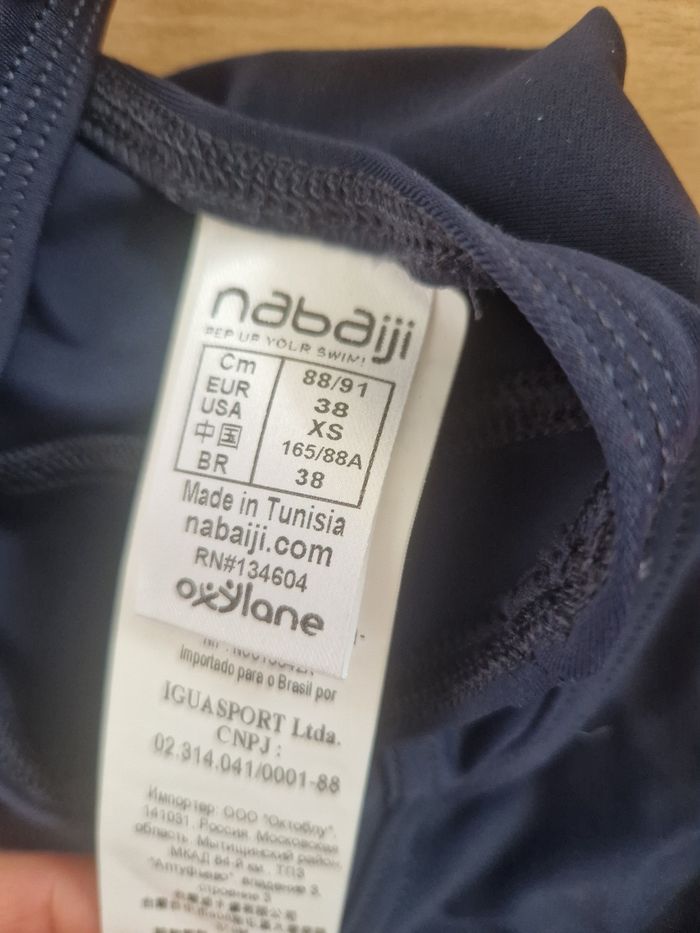 nabaiji
PEP UP YOUR SWIM!
Cm 88/91
EUR 38
USA XS
中国 165/88A
BR 38
Made in Tunisia
nabaiji.com
RN#134604
oxylane
Importado para o Brasil por
IGUASPORT Ltda.
CNPJ :
02.314.041/0001-88
Импортер: ООО "Октоблу",
141031, Россия, Московская
область, Мытищинский район,
МКАД 84-й км., ТПЗ
"Алтуфьево", владение 3,
строение 3